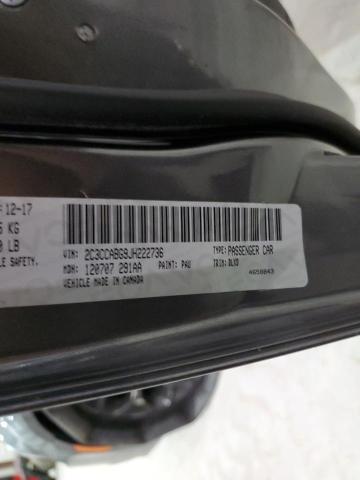 12-17
KG
LB
SAFETY.
VIN: 2C3CCABG9JH222736
TYPE: PASSENGER CAR
MDH: 120707 291AA
PAINT: PAU
TRIM: DLX9
VEHICLE MADE IN CANADA
4658843